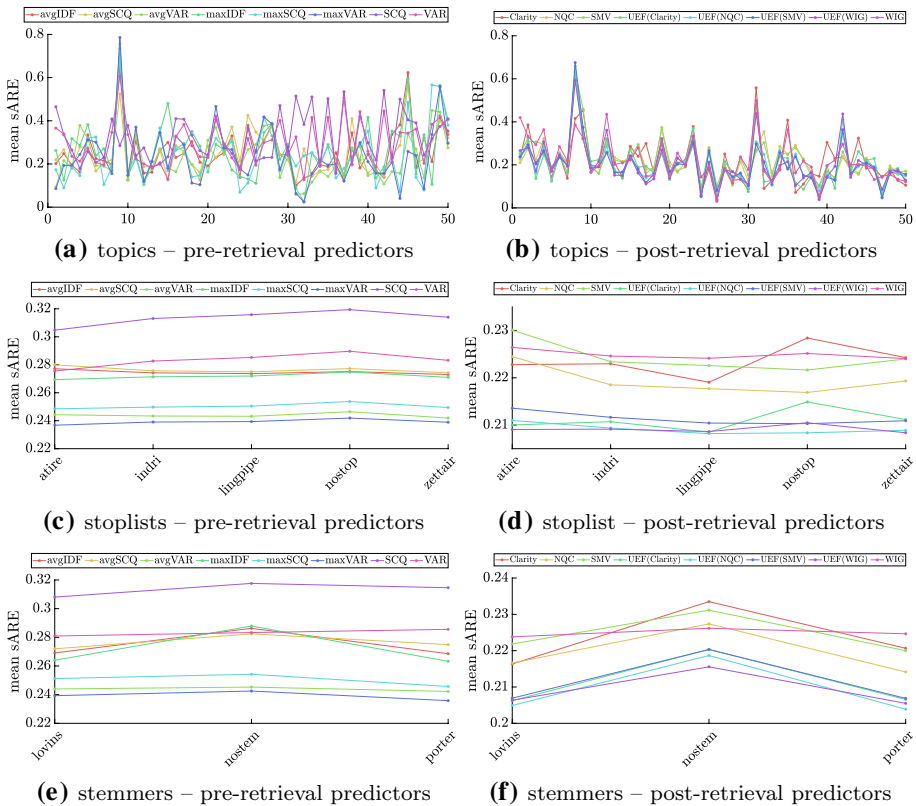 avgIDF avgSCQ avgVAR maxIDF maxSCQ maxVAR SCQ VAR
0.8
0.6
0.4
0.2
0
mean sARE
0 10 20 30 40 50
(a) topics – pre-retrieval predictors
Clarity NQC SMV UEF(Clarity) UEF(NQC) UEF(SMV) UEF(WIG) WIG
0.8
0.6
0.4
0.2
0
mean sARE
0 10 20 30 40 50
(b) topics – post-retrieval predictors
avgIDF avgSCQ avgVAR maxIDF maxSCQ maxVAR SCQ VAR
0.32
0.3
0.28
0.26
0.24
0.22
mean sARE
atire indri lingpipe nostop zettair
(c) stoplists – pre-retrieval predictors
Clarity NQC SMV UEF(Clarity) UEF(NQC) UEF(SMV) UEF(WIG) WIG
0.23
0.22
0.21
mean sARE
atire indri lingpipe nostop zettair
(d) stoplist – post-retrieval predictors
avgIDF avgSCQ avgVAR maxIDF maxSCQ maxVAR SCQ VAR
0.32
0.3
0.28
0.26
0.24
0.22
mean sARE
lovins nostem porter
(e) stemmers – pre-retrieval predictors
Clarity NQC SMV UEF(Clarity) UEF(NQC) UEF(SMV) UEF(WIG) WIG
0.24
0.23
0.22
0.21
0.2
mean sARE
lovins nostem porter
(f) stemmers – post-retrieval predictors